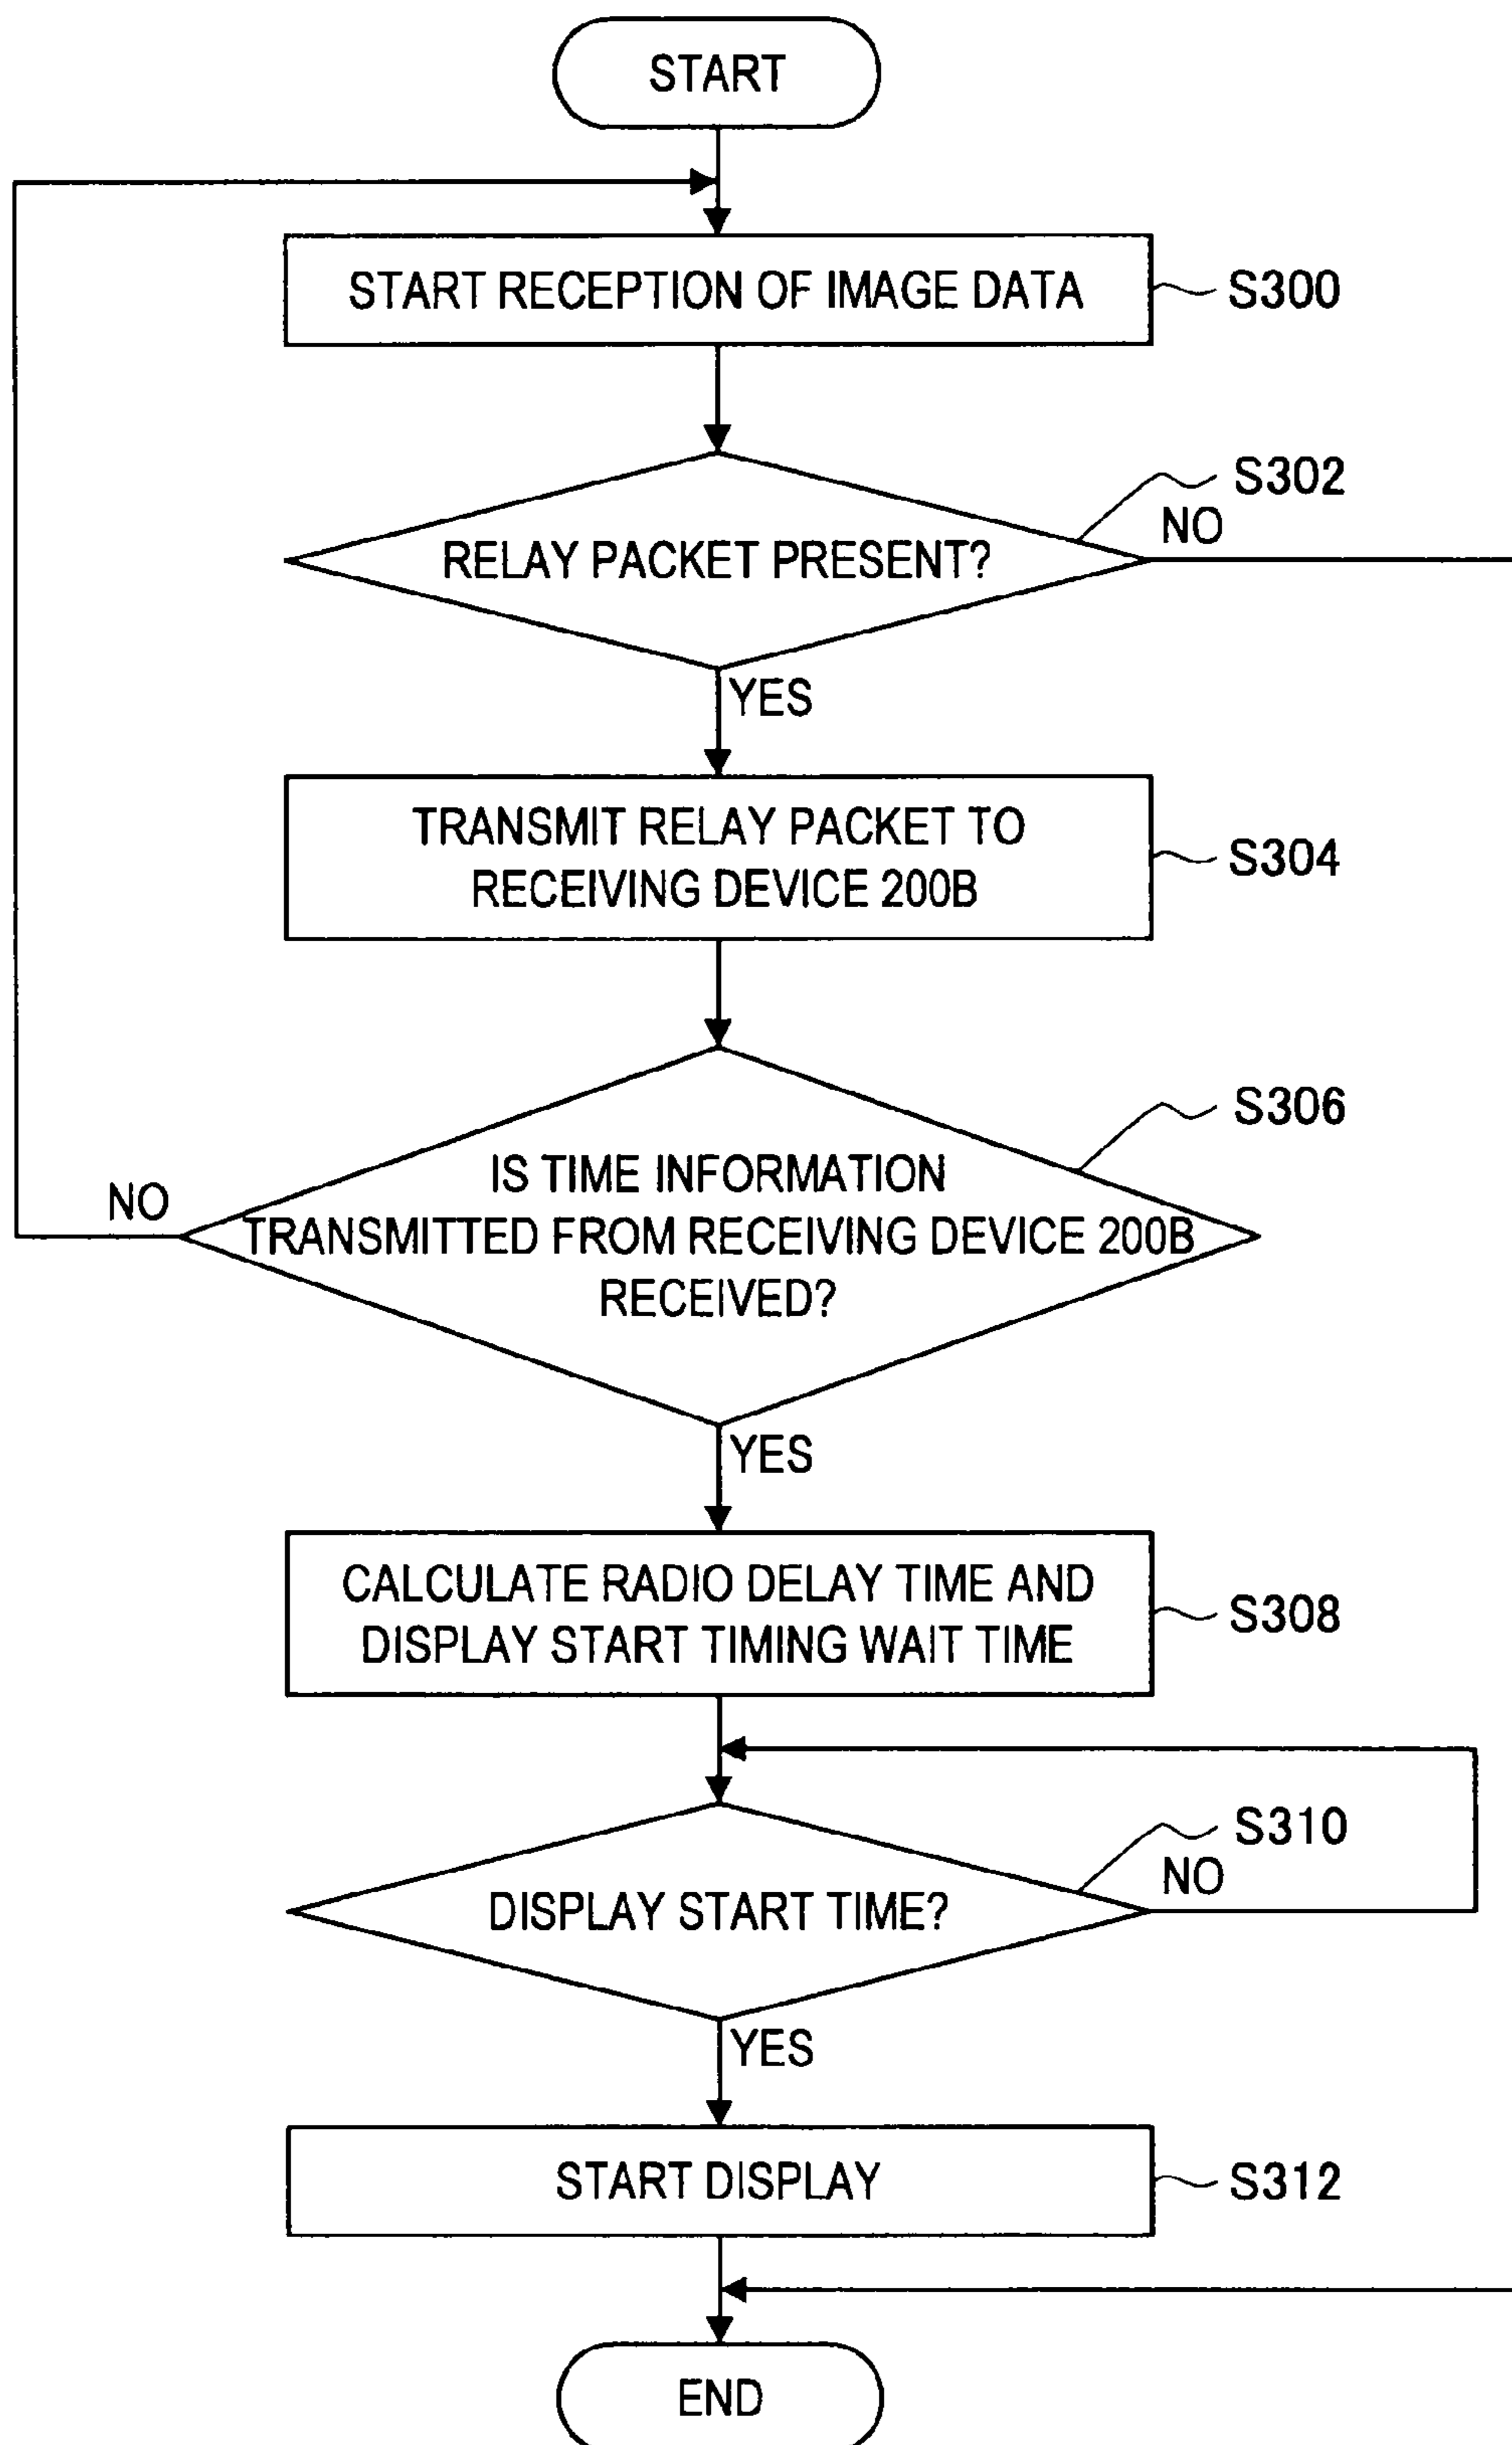 START
START RECEPTION OF IMAGE DATA
S300
S302
NO
RELAY PACKET PRESENT?
YES
TRANSMIT RELAY PACKET TO
RECEIVING DEVICE 200B
S304
S306
IS TIME INFORMATION
NO
TRANSMITTED FROM RECEIVING DEVICE 200B
RECEIVED?
YES
CALCULATE RADIO DELAY TIME AND
DISPLAY START TIMING WAIT TIME
S308
S310
NO
DISPLAY START TIME?
YES
START DISPLAY
S312
END